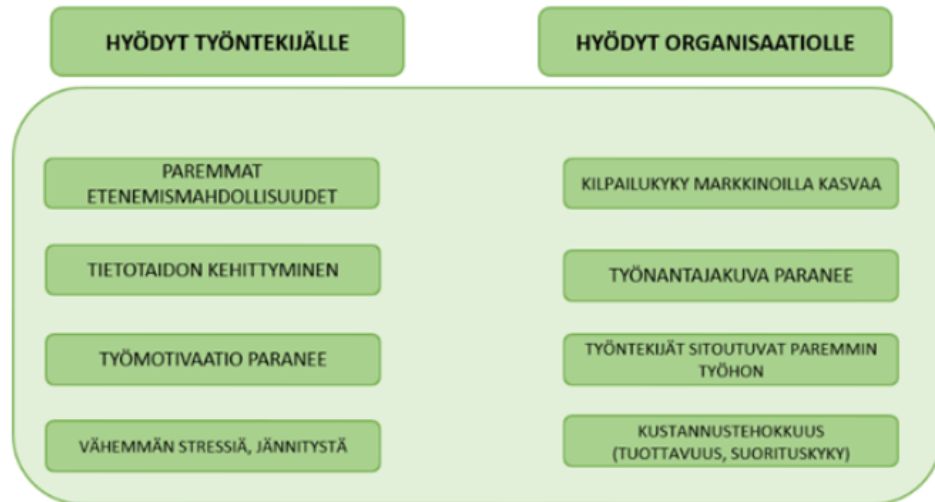 HYÖDYT TYÖNTEKIJÄLLE
HYÖDYT ORGANISAATIOLLE
PAREMMAT
ETENEMISMAHDOLLISUUDET
TIETOTAIDON KEHITTYMINEN
TYÖMOTIVAATIO PARANEE
VÄHEMMÄN STRESSIÄ, JÄNNITYSTÄ
KILPAILUKYKY MARKKINOILLA KASVAA
TYÖNANTAJAKUVA PARANEE
TYÖNTEKIJÄT SITOUTUVAT PAREMMIN
TYÖHON
KUSTANNUSTEHOKKUUS
(TUOTTAVUUS, SUORITUSKYKY)